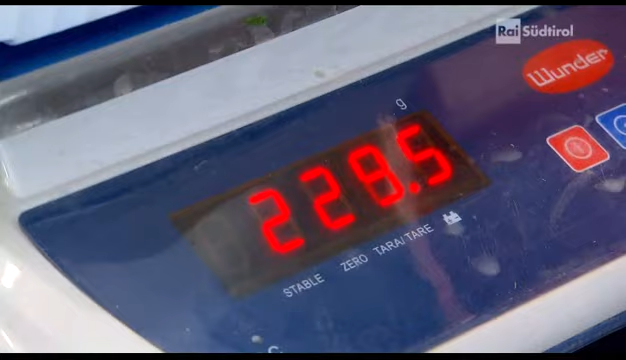 Rai Südtirol
Wunder
g
228.5
STABLE ZERO TARA/TARE
C